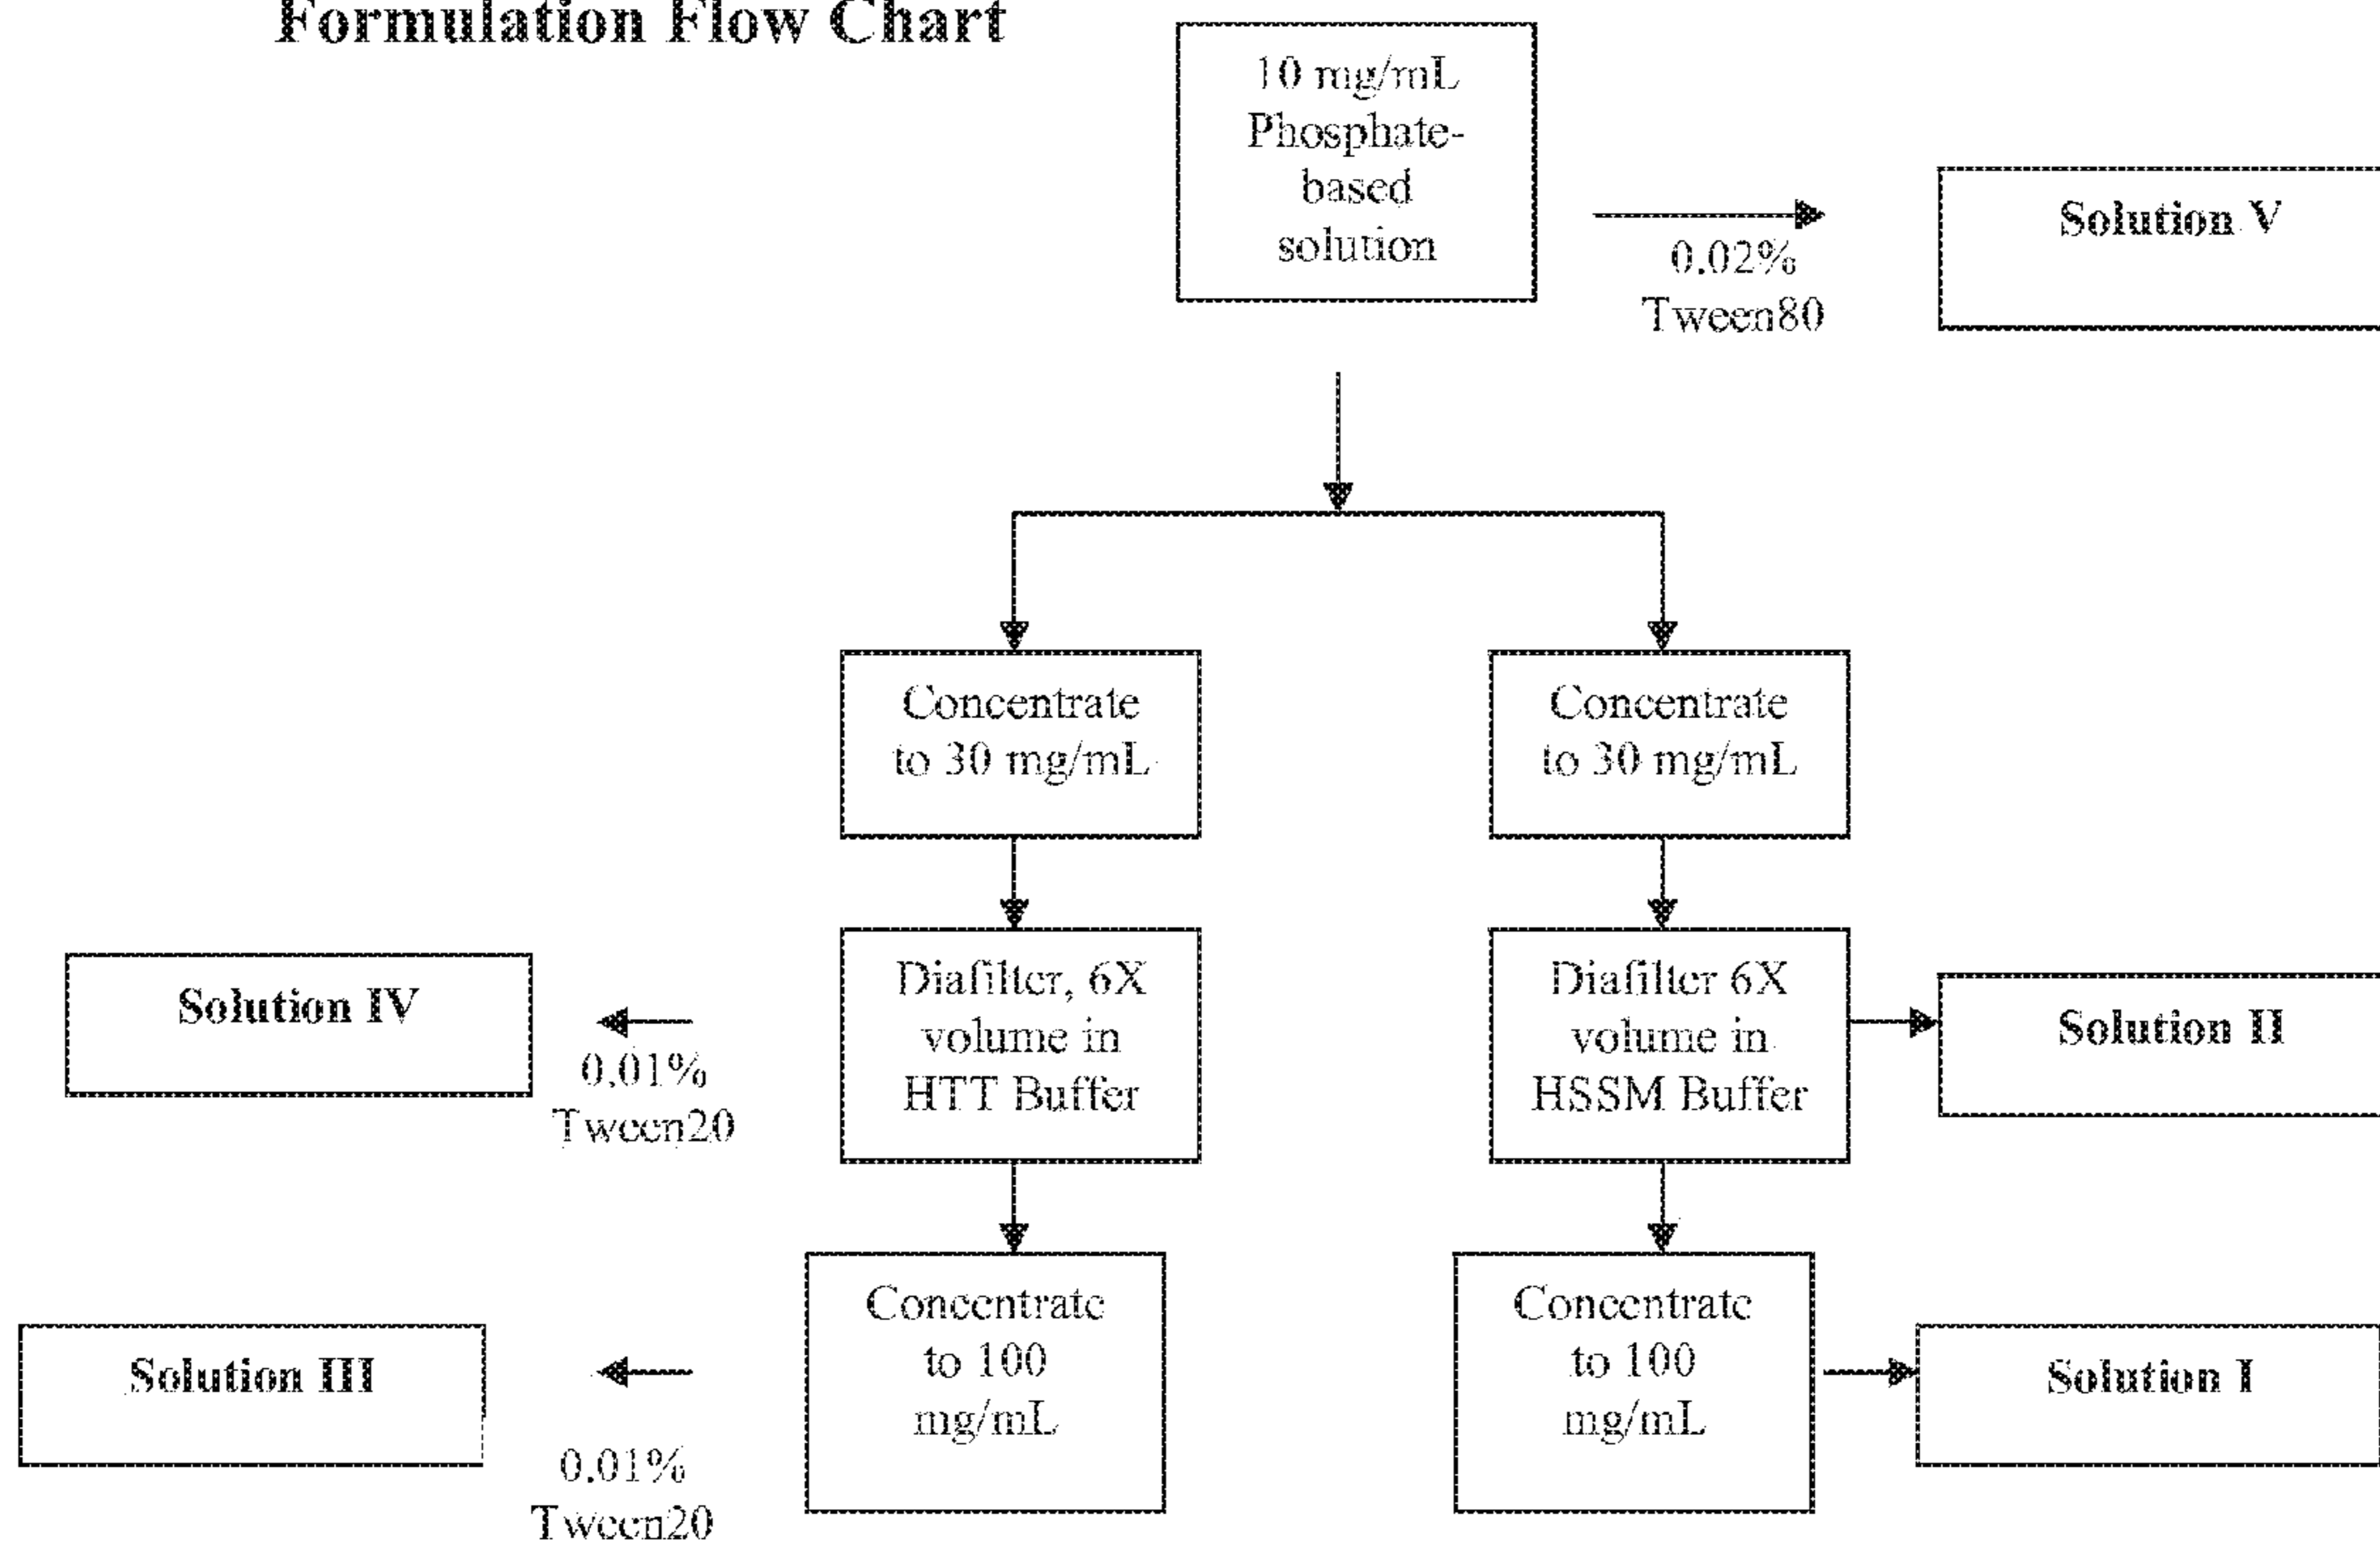 Formulation Flow Chart
10 mg/mL
Phosphate-
based
solution
0.02%
Tween80
Solution V
Concentrate
to 30 mg/mL
Concentrate
to 30 mg/mL
Solution IV
0.01%
Tween20
Diafilter, 6X
volume in
HTT Buffer
Diafilter 6X
volume in
HSSM Buffer
Solution II
Solution III
0.01%
Tween20
Concentrate
to 100
mg/mL
Concentrate
to 100
mg/mL
Solution I